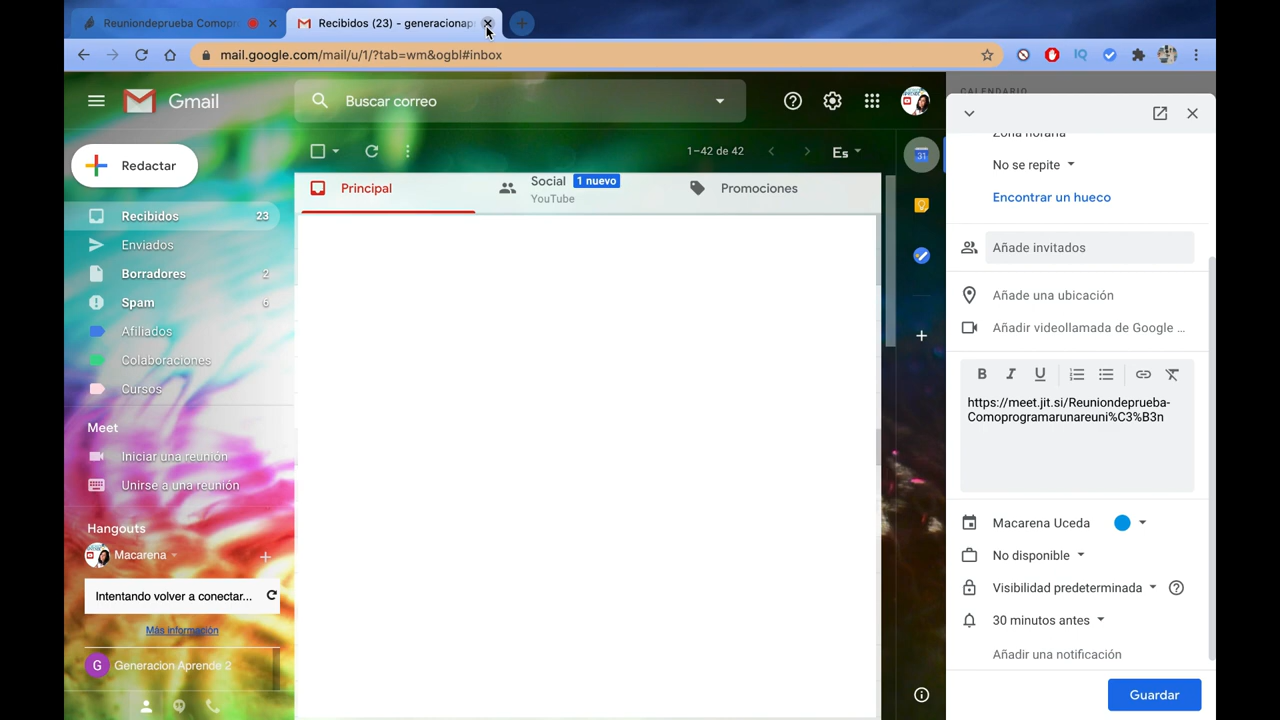 Reuniondeprueba Comopro
Recibidos (23) - generacionap
mail.google.com/mail/u/1/?tab=wm&ogbl#inbox
Gmail
Buscar correo
CALENDARIO
Redactar
1–42 de 42
Es
31
Zona horaria
No se repite
Encontrar un hueco
Principal
Social 1 nuevo
YouTube
Promociones
Recibidos 23
Enviados
Borradores 2
Spam 6
Afiliados
Colaboraciones
Cursos
Añade invitados
Añade una ubicación
Añadir videollamada de Google ...
https://meet.jit.si/Reuniondeprueba-
Comoprogramarunareuni%C3%B3n
Meet
Iniciar una reunión
Unirse a una reunión
Hangouts
Macarena
Intentando volver a conectar...
Más información
G Generacion Aprende 2
Macarena Uceda
No disponible
Visibilidad predeterminada
30 minutos antes
Añadir una notificación
Guardar